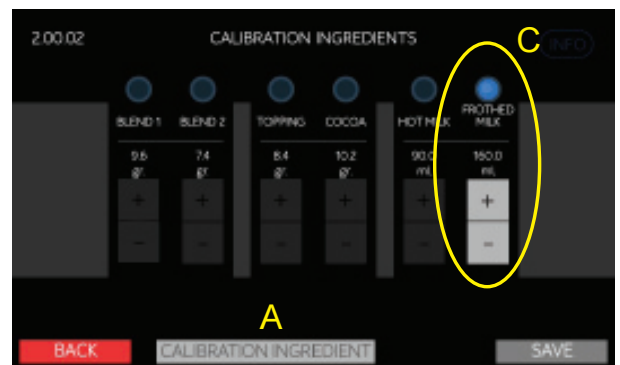 2.00.02 CALIBRATION INGREDIENTS C INFO
BLEND 1 BLEND 2 TOPPING COCOA HOT MILK FROTHED MILK
9.6 gr. 7.4 gr. 8.4 gr. 10.2 gr. 90.0 ml. 160.0 ml.
+ + + + + +
- - - - - -
A
BACK CALIBRATION INGREDIENT SAVE